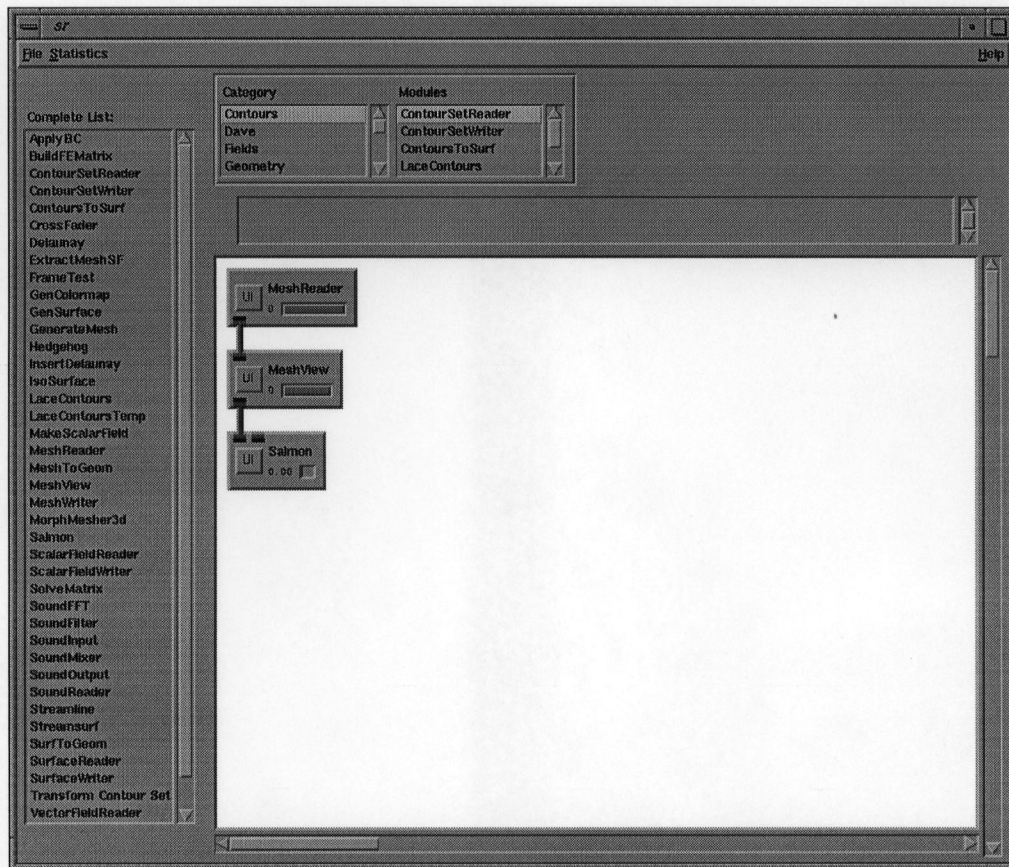 sr
File Statistics Help
Category
Contours
Dave
Fields
Geometry
Modules
ContourSetReader
ContourSetWriter
ContoursToSurf
LaceContours
Complete List:
ApplyBC
BuildFEMatrix
ContourSetReader
ContourSetWriter
ContoursToSurf
CrossFader
Delaunay
ExtractMeshSF
FrameTest
GenColormap
GenSurface
GenerateMesh
Hedgehog
InsertDelaunay
IsoSurface
LaceContours
LaceContoursTemp
MakeScalarField
MeshReader
MeshToGeom
MeshView
MeshWriter
MorphMesher3d
Salmon
ScalarFieldReader
ScalarFieldWriter
SolveMatrix
SoundFFT
SoundFilter
SoundInput
SoundMixer
SoundOutput
SoundReader
Streamline
Streamsurf
SurfToGeom
SurfaceReader
SurfaceWriter
Transform Contour Set
VectorFieldReader
UI MeshReader
0
UI MeshView
0
UI Salmon
0.00